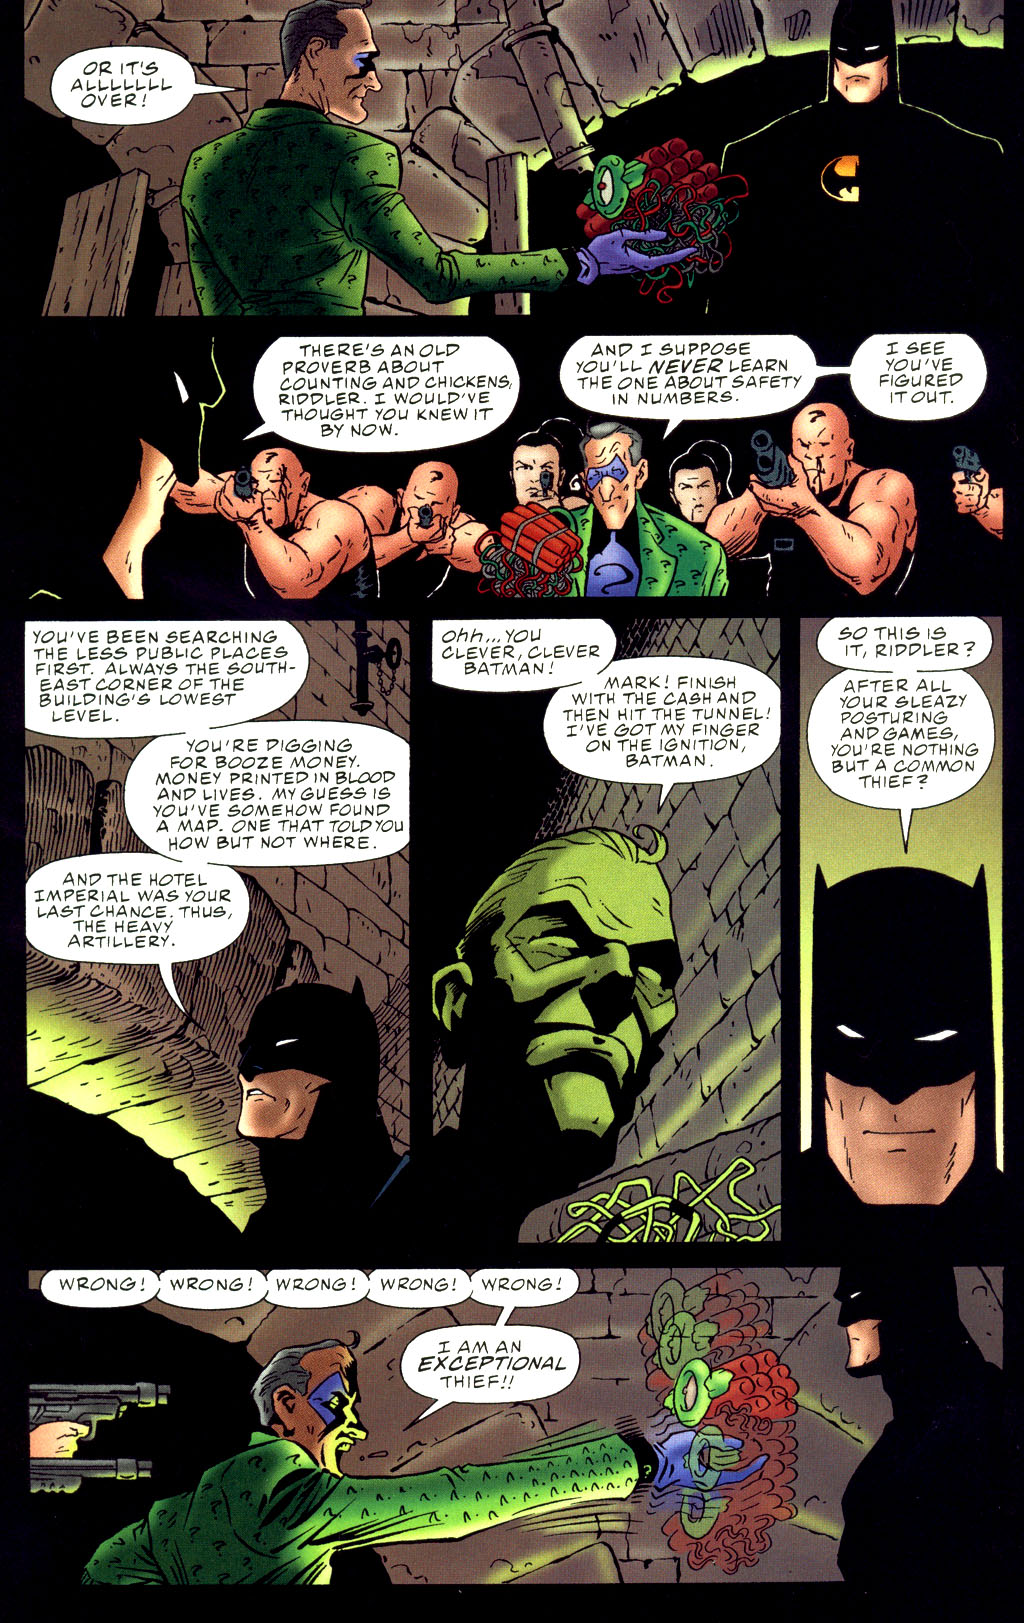 OR IT'S
ALLLLLLL
OVER!
THERE'S AN OLD
PROVERB ABOUT
COUNTING AND CHICKENS,
RIDDLER. I WOULD'VE
THOUGHT YOU KNEW IT
BY NOW.
AND I SUPPOSE
YOU'LL NEVER LEARN
THE ONE ABOUT SAFETY
IN NUMBERS.
I SEE
YOU'VE
FIGURED
IT OUT.
YOU'VE BEEN SEARCHING
THE LESS PUBLIC PLACES
FIRST. ALWAYS THE SOUTH-
EAST CORNER OF THE
BUILDING'S LOWEST
LEVEL.
YOU'RE DIGGING
FOR BOOZE MONEY.
MONEY PRINTED IN BLOOD
AND LIVES. MY GUESS IS
YOU'VE SOMEHOW FOUND
A MAP. ONE THAT TOLD YOU
HOW BUT NOT WHERE.
AND THE HOTEL
IMPERIAL WAS YOUR
LAST CHANCE. THUS,
THE HEAVY
ARTILLERY.
OHH...YOU
CLEVER, CLEVER
BATMAN!
MARK! FINISH
WITH THE CASH AND
THEN HIT THE TUNNEL!
I'VE GOT MY FINGER
ON THE IGNITION,
BATMAN.
SO THIS IS
IT, RIDDLER?
AFTER ALL
YOUR SLEAZY
POSTURING
AND GAMES,
YOU'RE NOTHING
BUT A COMMON
THIEF?
WRONG! WRONG! WRONG! WRONG! WRONG!
I AM AN
EXCEPTIONAL
THIEF!!